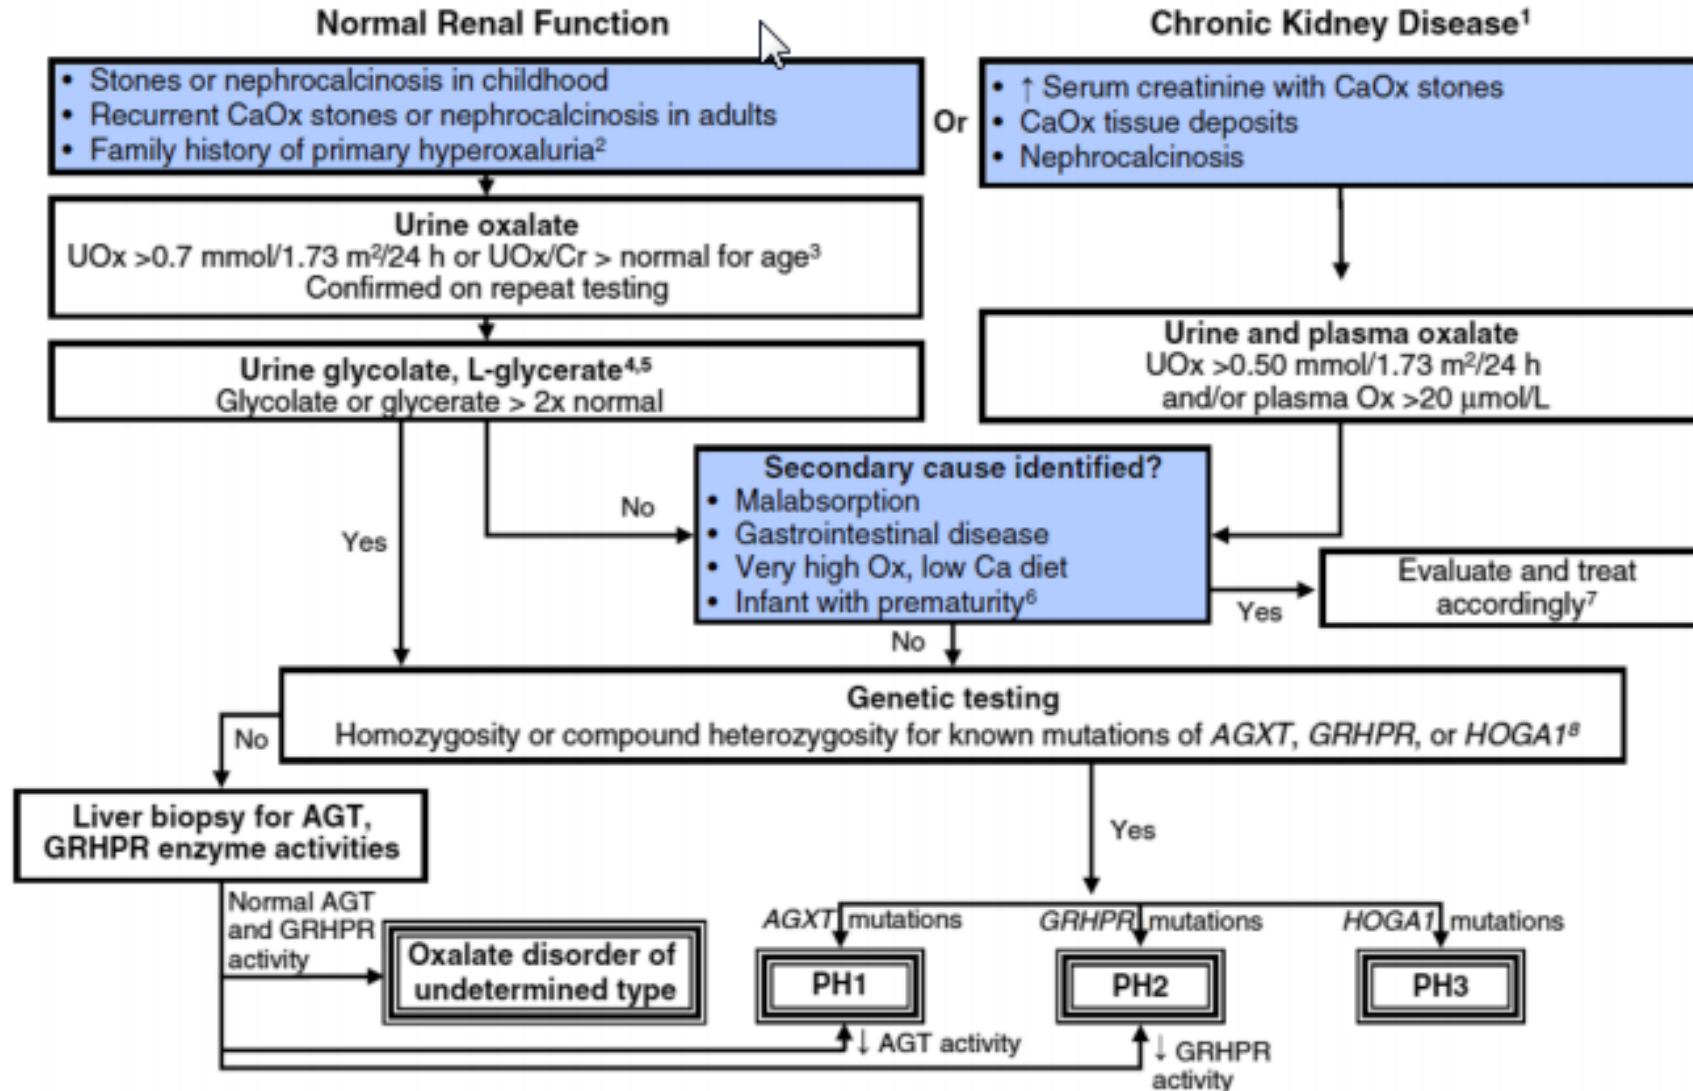 Normal Renal Function
Chronic Kidney Disease¹
• Stones or nephrocalcinosis in childhood
• Recurrent CaOx stones or nephrocalcinosis in adults
• Family history of primary hyperoxaluria²
Or
• ↑ Serum creatinine with CaOx stones
• CaOx tissue deposits
• Nephrocalcinosis
Urine oxalate
UOx >0.7 mmol/1.73 m²/24 h or UOx/Cr > normal for age³
Confirmed on repeat testing
Urine glycolate, L-glycerate⁴,⁵
Glycolate or glycerate > 2x normal
Urine and plasma oxalate
UOx >0.50 mmol/1.73 m²/24 h
and/or plasma Ox >20 μmol/L
Yes
No
Secondary cause identified?
• Malabsorption
• Gastrointestinal disease
• Very high Ox, low Ca diet
• Infant with prematurity⁶
Yes
Evaluate and treat
accordingly⁷
No
Genetic testing
Homozygosity or compound heterozygosity for known mutations of AGXT, GRHPR, or HOGA1⁸
No
Yes
Liver biopsy for AGT,
GRHPR enzyme activities
Normal AGT
and GRHPR
activity
Oxalate disorder of
undetermined type
AGXT mutations
GRHPR mutations
HOGA1 mutations
PH1
PH2
PH3
↓ AGT activity
↓ GRHPR
activity